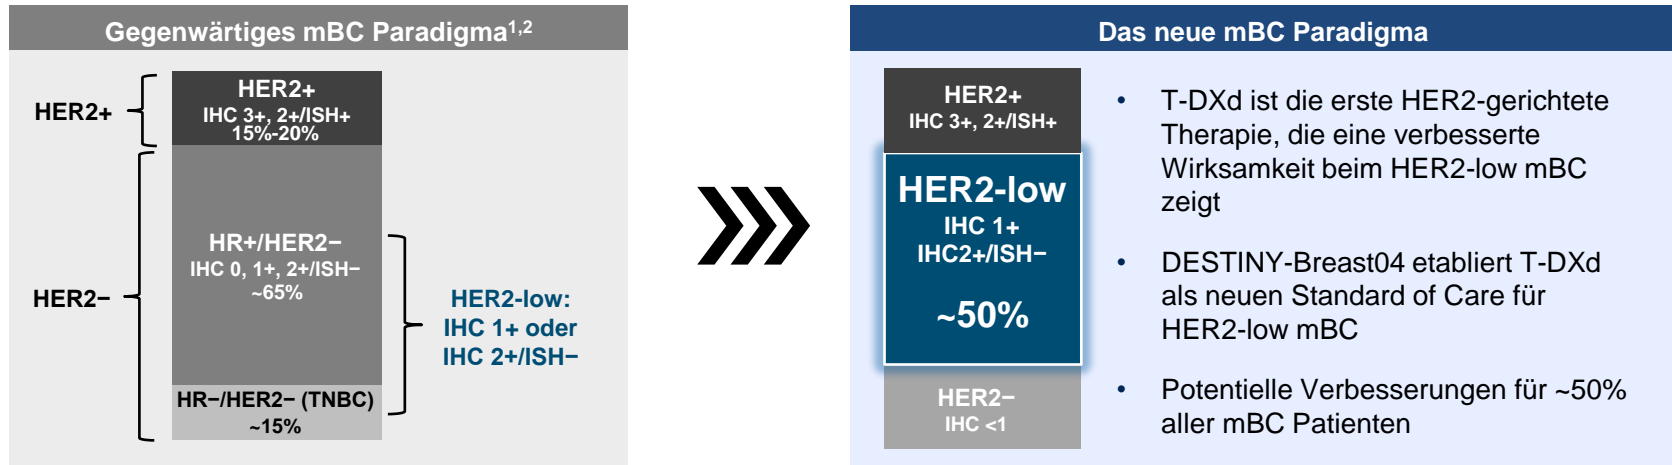 Gegenwärtiges mBC Paradigma1,2
HER2+
HER2+
IHC 3+, 2+/ISH+
15%-20%
HER2−
HR+/HER2−
IHC 0, 1+, 2+/ISH−
~65%
HR−/HER2− (TNBC)
~15%
HER2-low:
IHC 1+ oder
IHC 2+/ISH−
Das neue mBC Paradigma
HER2+
IHC 3+, 2+/ISH+
HER2-low
IHC 1+
IHC2+/ISH−
~50%
HER2−
IHC <1
• T-DXd ist die erste HER2-gerichtete
Therapie, die eine verbesserte
Wirksamkeit beim HER2-low mBC
zeigt
• DESTINY-Breast04 etabliert T-DXd
als neuen Standard of Care für
HER2-low mBC
• Potentielle Verbesserungen für ~50%
aller mBC Patienten